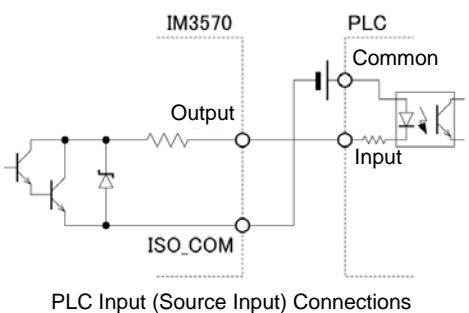 IM3570
PLC
Common
Output
Input
ISO_COM
PLC Input (Source Input) Connections